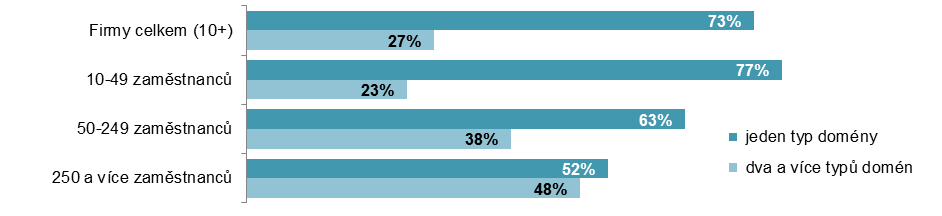 Firmy celkem (10+)
73%
27%
10-49 zaměstnanců
77%
23%
50-249 zaměstnanců
63%
38%
250 a více zaměstnanců
52%
48%
jeden typ domény
dva a více typů domén